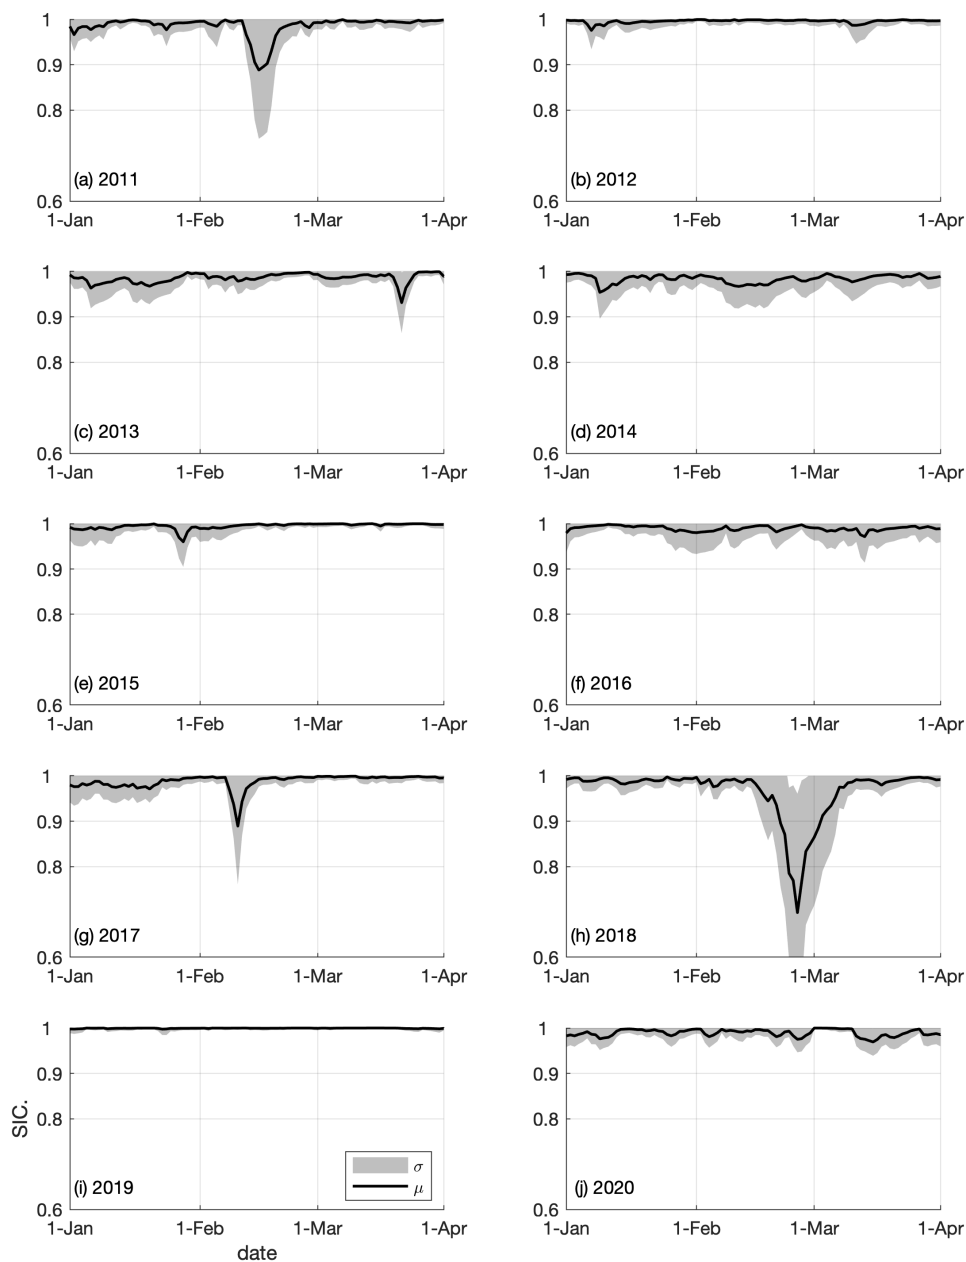 1
0.9
0.8
0.6
(a) 2011
1-Jan 1-Feb 1-Mar 1-Apr
1
0.9
0.8
0.6
(b) 2012
1-Jan 1-Feb 1-Mar 1-Apr
1
0.9
0.8
0.6
(c) 2013
1-Jan 1-Feb 1-Mar 1-Apr
1
0.9
0.8
0.6
(d) 2014
1-Jan 1-Feb 1-Mar 1-Apr
1
0.9
0.8
0.6
(e) 2015
1-Jan 1-Feb 1-Mar 1-Apr
1
0.9
0.8
0.6
(f) 2016
1-Jan 1-Feb 1-Mar 1-Apr
1
0.9
0.8
0.6
(g) 2017
1-Jan 1-Feb 1-Mar 1-Apr
1
0.9
0.8
0.6
(h) 2018
1-Jan 1-Feb 1-Mar 1-Apr
SIC.
1
0.9
0.8
0.6
σ
μ
(i) 2019
1-Jan 1-Feb 1-Mar 1-Apr
date
1
0.9
0.8
0.6
(j) 2020
1-Jan 1-Feb 1-Mar 1-Apr